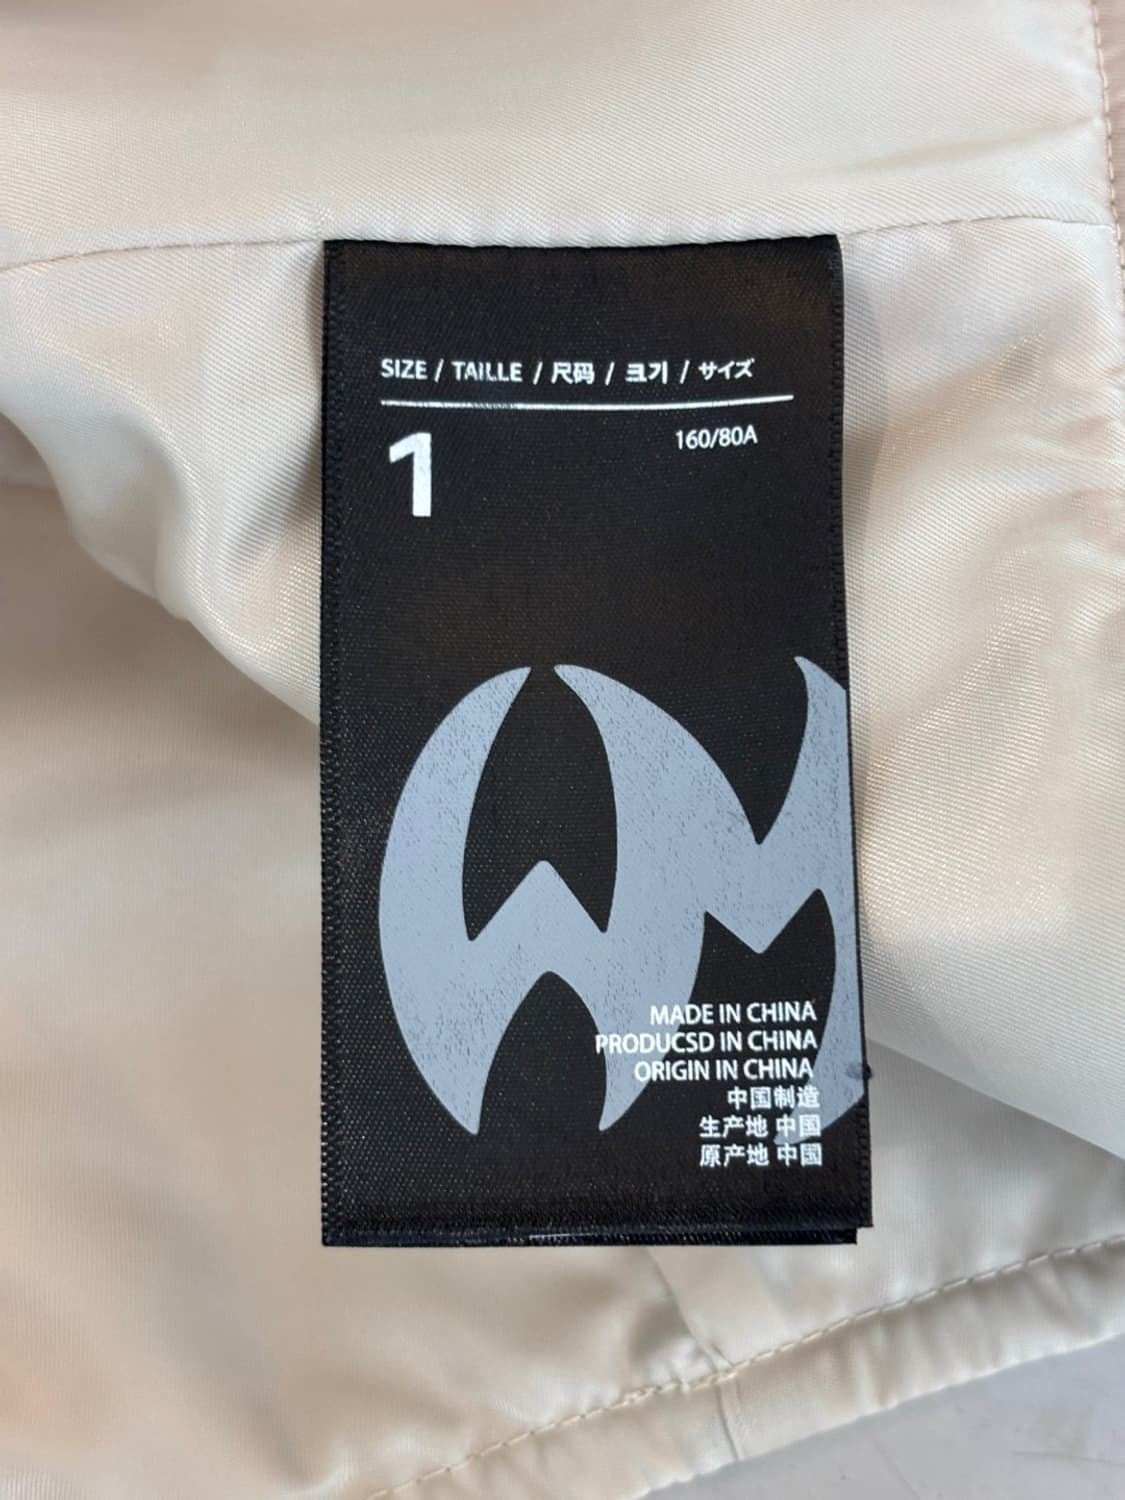 SIZE / TAILLE / 尺码 / 크기 / サイズ
1
160/80A
MADE IN CHINA
PRODUCSD IN CHINA
ORIGIN IN CHINA
中国制造
生产地 中国
原产地 中国